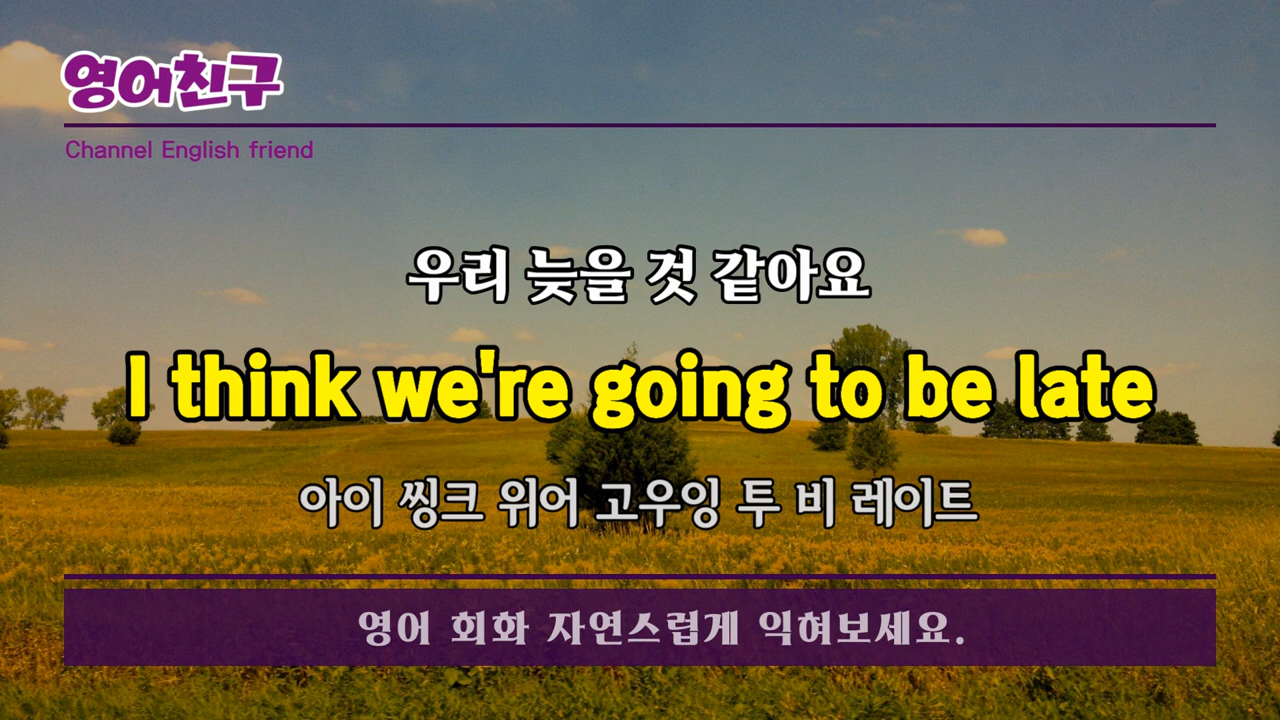 영어친구
Channel English friend
우리 늦을 것 같아요
I think we're going to be late
아이 씽크 위어 고우잉 투 비 레이트
영어 회화 자연스럽게 익혀보세요.